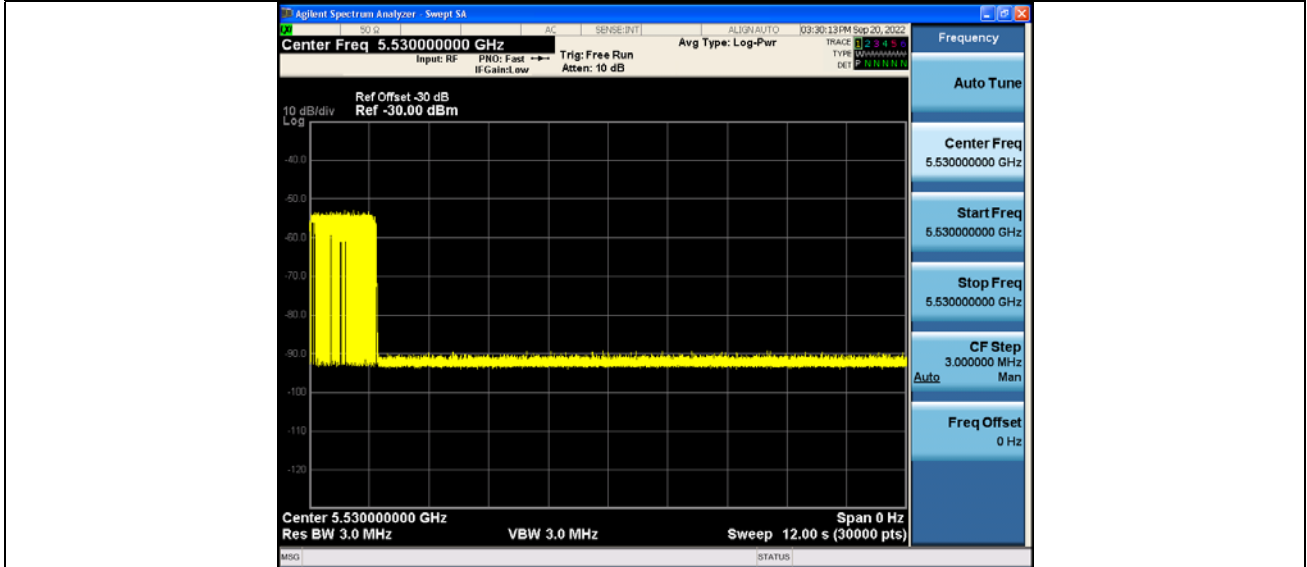 Agilent Spectrum Analyzer - Swept SA
50 Ω AC SENSE:INT ALIGN AUTO 03:30:13 PM Sep 20, 2022
Center Freq 5.530000000 GHz
Input: RF PNO: Fast IFGain:Low
Trig: Free Run
Atten: 10 dB
Avg Type: Log-Pwr
TRACE 1 2 3 4 5 6
TYPE
DET P N N N N N
Ref Offset -30 dB
10 dB/div Ref -30.00 dBm
Log
-40.0
-50.0
-60.0
-70.0
-80.0
-90.0
-100
-110
-120
Center 5.530000000 GHz Span 0 Hz
Res BW 3.0 MHz VBW 3.0 MHz Sweep 12.00 s (30000 pts)
MSG STATUS
Frequency
Auto Tune
Center Freq
5.530000000 GHz
Start Freq
5.530000000 GHz
Stop Freq
5.530000000 GHz
CF Step
3.000000 MHz
Auto Man
Freq Offset
0 Hz